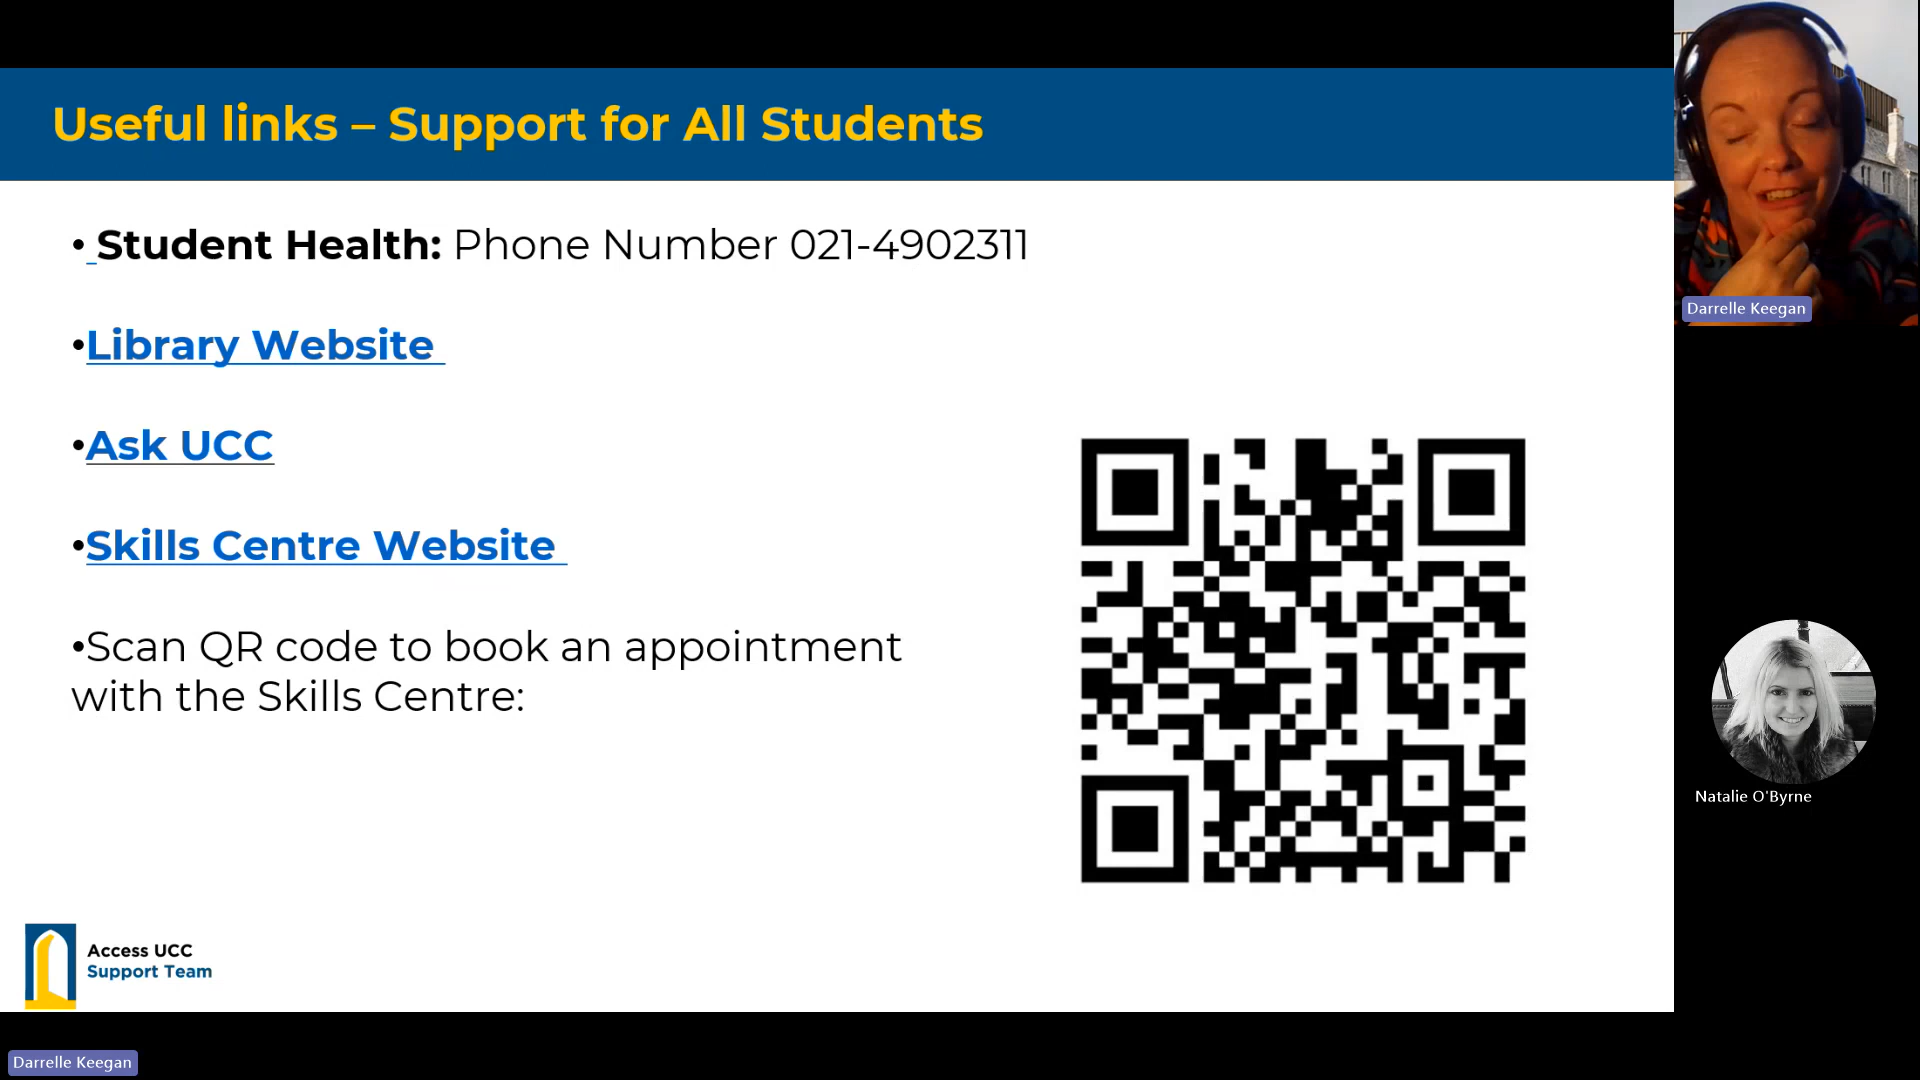 Useful links – Support for All Students
• Student Health: Phone Number 021-4902311
•Library Website
•Ask UCC
•Skills Centre Website
•Scan QR code to book an appointment
with the Skills Centre:
Access UCC
Support Team
Darrelle Keegan
Natalie O'Byrne
Darrelle Keegan